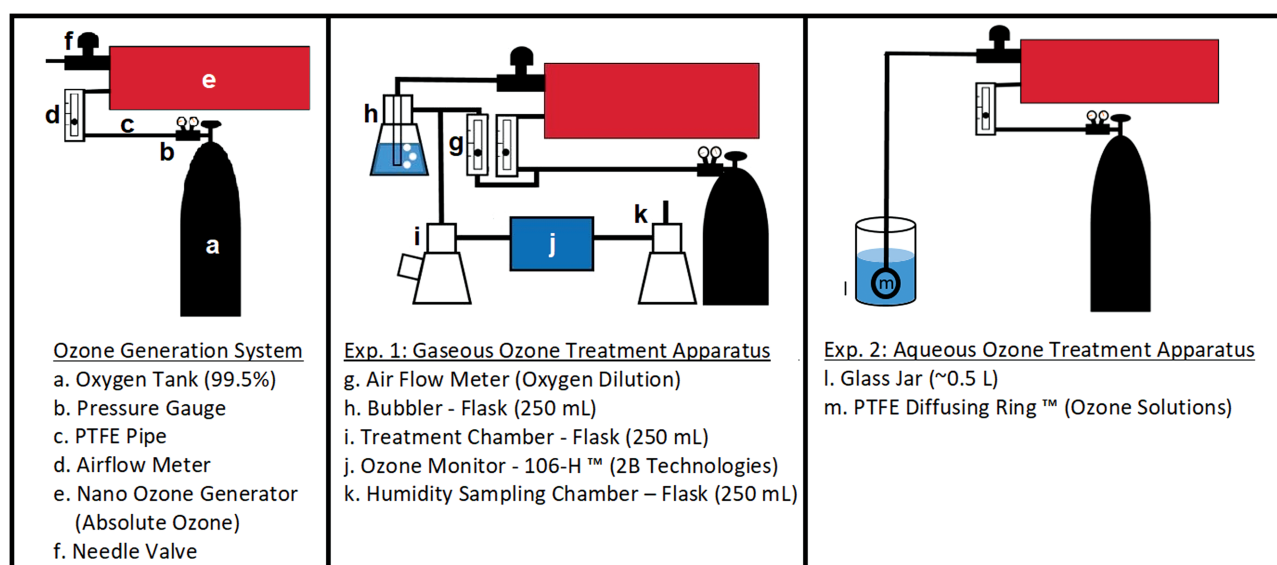 f
e
d
c
b
a
Ozone Generation System
a. Oxygen Tank (99.5%)
b. Pressure Gauge
c. PTFE Pipe
d. Airflow Meter
e. Nano Ozone Generator
(Absolute Ozone)
f. Needle Valve
h
g
i
j
k
Exp. 1: Gaseous Ozone Treatment Apparatus
g. Air Flow Meter (Oxygen Dilution)
h. Bubbler - Flask (250 mL)
i. Treatment Chamber - Flask (250 mL)
j. Ozone Monitor - 106-H ™ (2B Technologies)
k. Humidity Sampling Chamber – Flask (250 mL)
l
m
Exp. 2: Aqueous Ozone Treatment Apparatus
l. Glass Jar (~0.5 L)
m. PTFE Diffusing Ring ™ (Ozone Solutions)